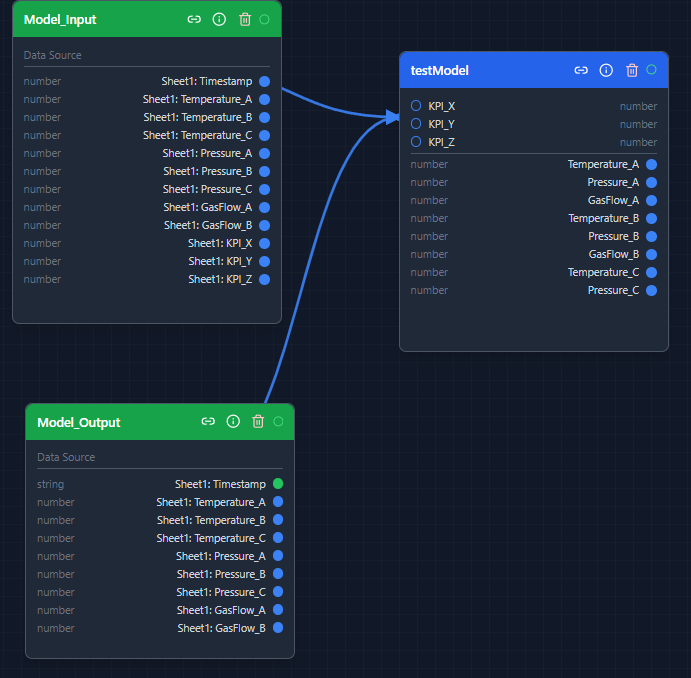 Model_Input
Data Source
number Sheet1: Timestamp
number Sheet1: Temperature_A
number Sheet1: Temperature_B
number Sheet1: Temperature_C
number Sheet1: Pressure_A
number Sheet1: Pressure_B
number Sheet1: Pressure_C
number Sheet1: GasFlow_A
number Sheet1: GasFlow_B
number Sheet1: KPI_X
number Sheet1: KPI_Y
number Sheet1: KPI_Z
testModel
KPI_X number
KPI_Y number
KPI_Z number
number Temperature_A
number Pressure_A
number GasFlow_A
number Temperature_B
number Pressure_B
number GasFlow_B
number Temperature_C
number Pressure_C
Model_Output
Data Source
string Sheet1: Timestamp
number Sheet1: Temperature_A
number Sheet1: Temperature_B
number Sheet1: Temperature_C
number Sheet1: Pressure_A
number Sheet1: Pressure_B
number Sheet1: Pressure_C
number Sheet1: GasFlow_A
number Sheet1: GasFlow_B